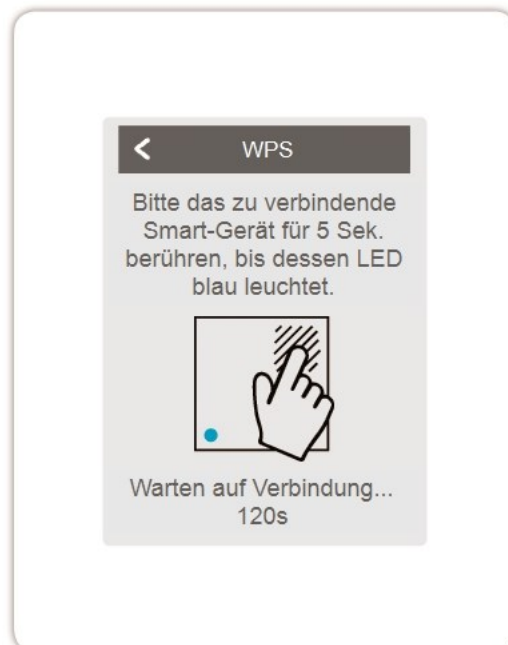 WPS
Bitte das zu verbindende
Smart-Gerät für 5 Sek.
berühren, bis dessen LED
blau leuchtet.
Warten auf Verbindung...
120s